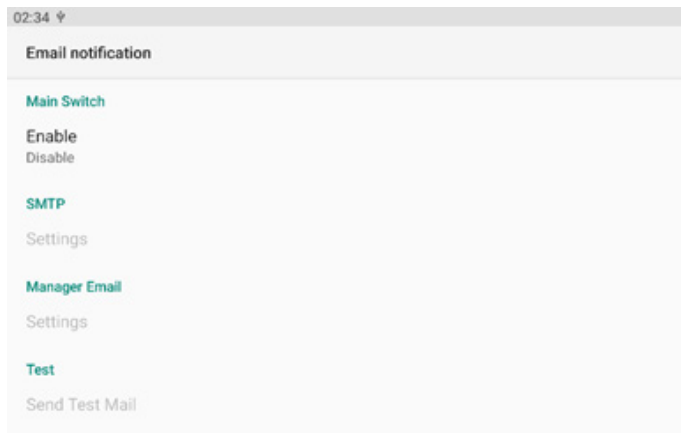 02:34
Email notification
Main Switch
Enable
Disable
SMTP
Settings
Manager Email
Settings
Test
Send Test Mail